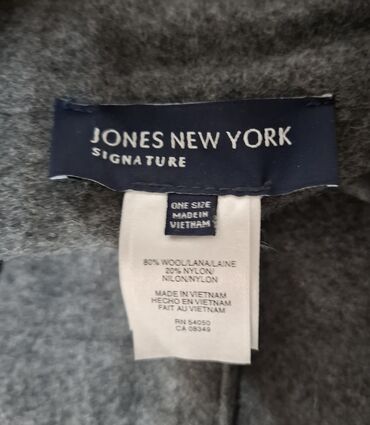 JONES NEW YORK
SIGNATURE
ONE SIZE
MADE IN
VIETNAM
80% WOOL/LANA/LAINE
20% NYLON/
NILON/NYLON
MADE IN VIETNAM
HECHO EN VIETNAM
FAIT AU VIETNAM
RN 54050
CA 08349